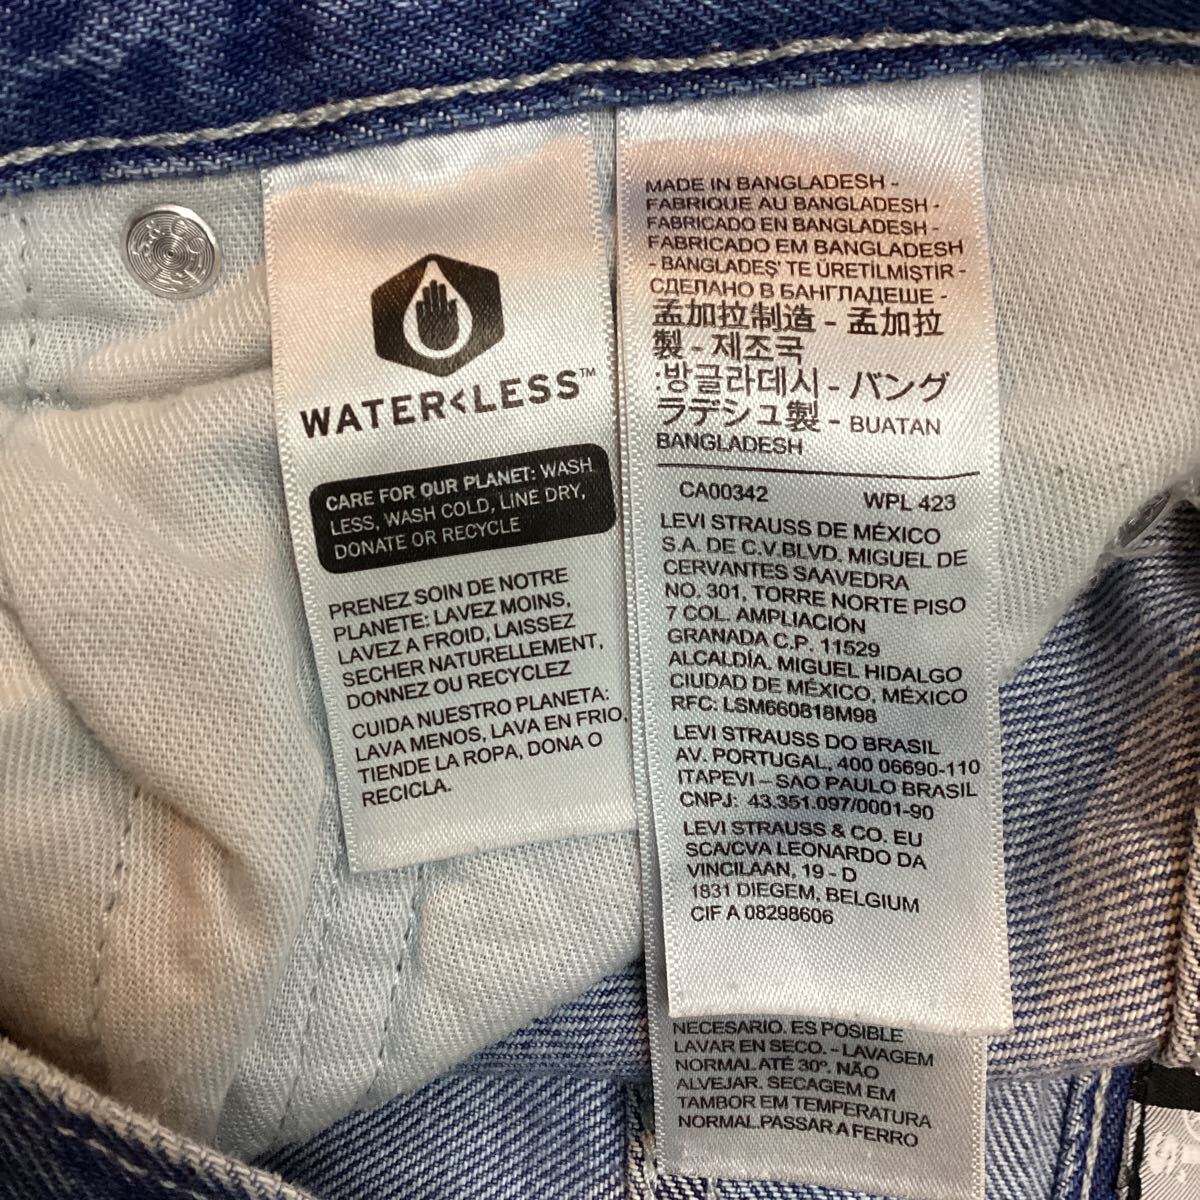 WATER<LESS™
CARE FOR OUR PLANET: WASH
LESS, WASH COLD, LINE DRY,
DONATE OR RECYCLE
PRENEZ SOIN DE NOTRE
PLANETE: LAVEZ MOINS,
LAVEZ A FROID, LAISSEZ
SECHER NATURELLEMENT,
DONNEZ OU RECYCLEZ
CUIDA NUESTRO PLANETA:
LAVA MENOS, LAVA EN FRIO,
TIENDE LA ROPA, DONA O
RECICLA.
MADE IN BANGLADESH -
FABRIQUE AU BANGLADESH -
FABRICADO EN BANGLADESH -
FABRICADO EM BANGLADESH
- BANGLADEŞ' TE ÜRETİLMİŞTİR -
СДЕЛАНО В БАНГЛАДЕШЕ -
孟加拉制造 - 孟加拉
製 - 제조국
:방글라데시 - バング
ラデシュ製 - BUATAN
BANGLADESH
CA00342 WPL 423
LEVI STRAUSS DE MÉXICO
S.A. DE C.V.BLVD. MIGUEL DE
CERVANTES SAAVEDRA
NO. 301, TORRE NORTE PISO
7 COL. AMPLIACIÓN
GRANADA C.P. 11529
ALCALDÍA. MIGUEL HIDALGO
CIUDAD DE MÉXICO, MÉXICO
RFC: LSM660818M98
LEVI STRAUSS DO BRASIL
AV. PORTUGAL, 400 06690-110
ITAPEVI – SAO PAULO BRASIL
CNPJ: 43.351.097/0001-90
LEVI STRAUSS & CO. EU
SCA/CVA LEONARDO DA
VINCILAAN, 19 - D
1831 DIEGEM, BELGIUM
CIF A 08298606
NECESARIO. ES POSIBLE
LAVAR EN SECO. - LAVAGEM
NORMAL ATÉ 30º. NÃO
ALVEJAR. SECAGEM EM
TAMBOR EM TEMPERATURA
NORMAL.PASSAR A FERRO